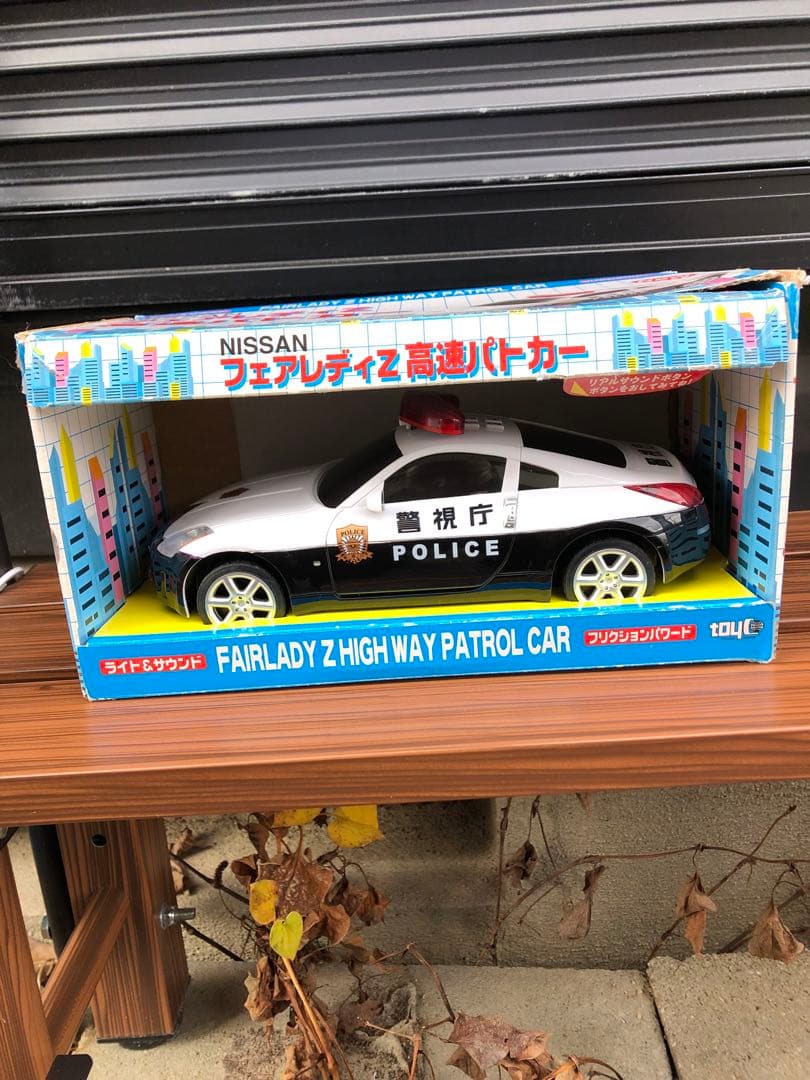 FAIRLADY Z HIGH WAY PATROL CAR
NISSAN
フェアレディZ 高速パトカー
リアルサウンドボタン
ボタンをおしてみてね!
警視庁
POLICE
POLICE
ライト&サウンド
FAIRLADY Z HIGH WAY PATROL CAR
フリクションパワード
toyCo